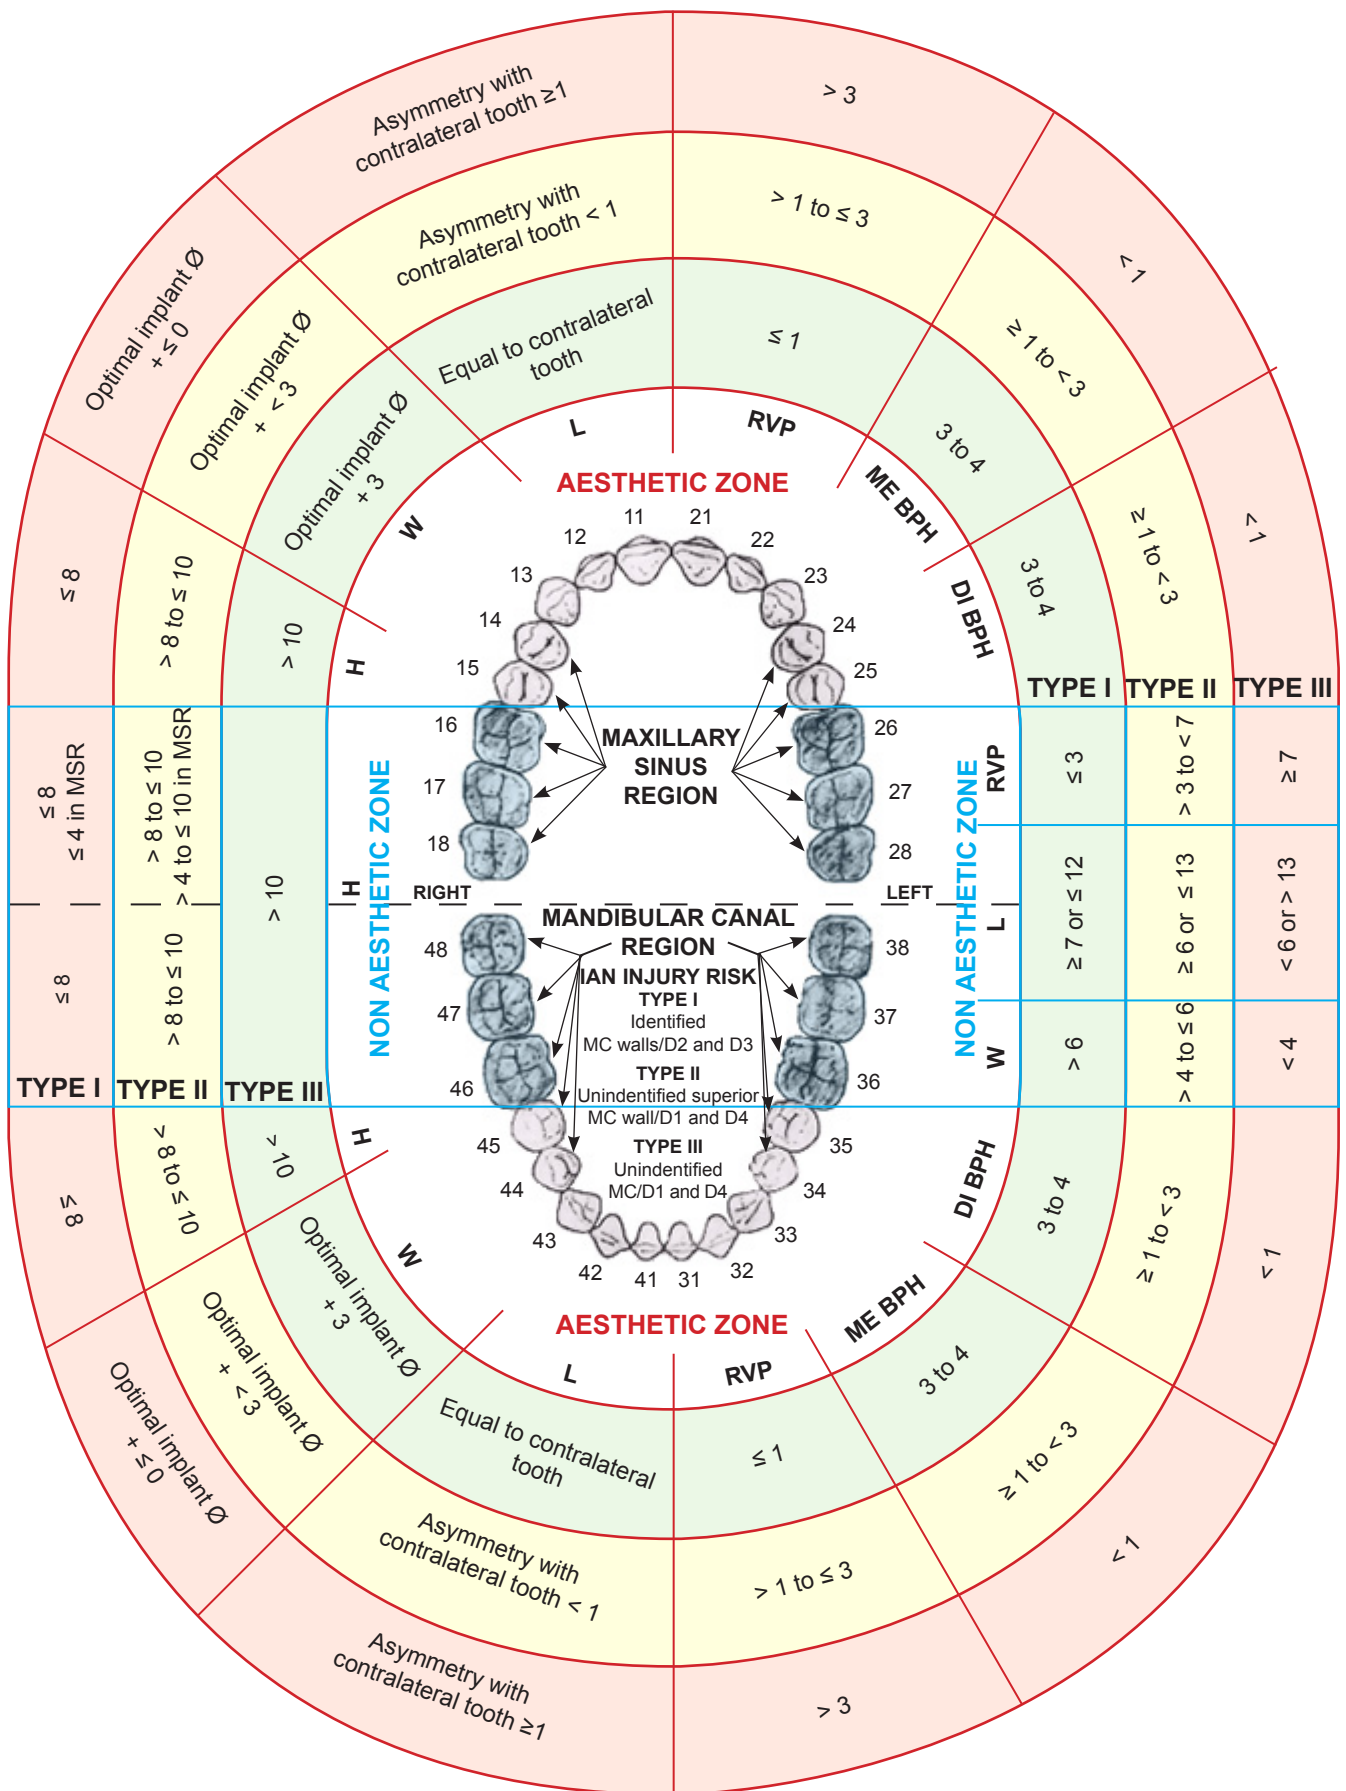 Asymmetry with
contralateral tooth ≥1
> 3
Asymmetry with
contralateral tooth < 1
> 1 to ≤ 3
< 1
Optimal implant Ø
+ ≤ 0
Optimal implant Ø
+ < 3
Equal to contralateral
tooth
≤ 1
≥ 1 to < 3
Optimal implant Ø
+ 3
L
RVP
3 to 4
< 1
AESTHETIC ZONE
W
ME BPH
≥ 1 to < 3
≤ 8
> 8 to ≤ 10
> 10
H
DI BPH
3 to 4
11
21
12
22
13
23
14
24
15
25
TYPE I
TYPE II
TYPE III
16
26
17
27
18
28
MAXILLARY
SINUS
REGION
≤ 8
≤ 4 in MSR
> 8 to ≤ 10
> 4 to ≤ 10 in MSR
> 10
H
NON AESTHETIC ZONE
NON AESTHETIC ZONE
RVP
≤ 3
> 3 to < 7
≥ 7
RIGHT
LEFT
L
≥ 7 or ≤ 12
≥ 6 or ≤ 13
< 6 or > 13
≤ 8
> 8 to ≤ 10
W
> 6
> 4 to ≤ 6
< 4
MANDIBULAR CANAL
REGION
IAN INJURY RISK
TYPE I
Identified
MC walls/D2 and D3
TYPE II
Unidentified superior
MC wall/D1 and D4
TYPE III
Unidentified
MC/D1 and D4
48
38
47
37
46
36
45
35
44
34
43
33
42
41
31
32
TYPE I
TYPE II
TYPE III
≤ 8
> 8 to ≤ 10
> 10
H
DI BPH
3 to 4
≥ 1 to < 3
< 1
Optimal implant Ø
+ ≤ 0
Optimal implant Ø
+ < 3
Optimal implant Ø
+ 3
W
AESTHETIC ZONE
ME BPH
3 to 4
≥ 1 to < 3
< 1
L
RVP
Equal to contralateral
tooth
≤ 1
Asymmetry with
contralateral tooth < 1
> 1 to ≤ 3
Asymmetry with
contralateral tooth ≥1
> 3